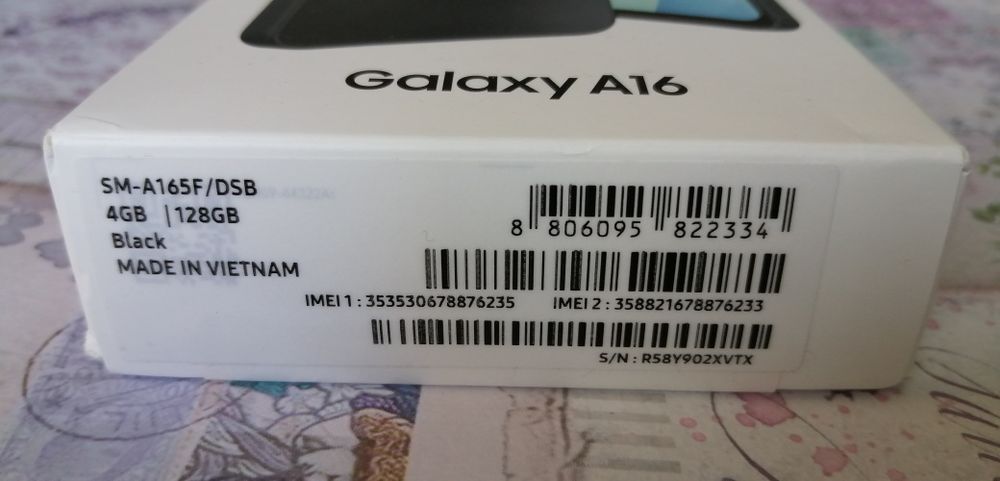 Galaxy A16
SM-A165F/DSB
4GB | 128GB
Black
MADE IN VIETNAM
8 806095 822334
IMEI 1 : 353530678876235 IMEI 2 : 358821678876233
S/N : R58Y902XVTX